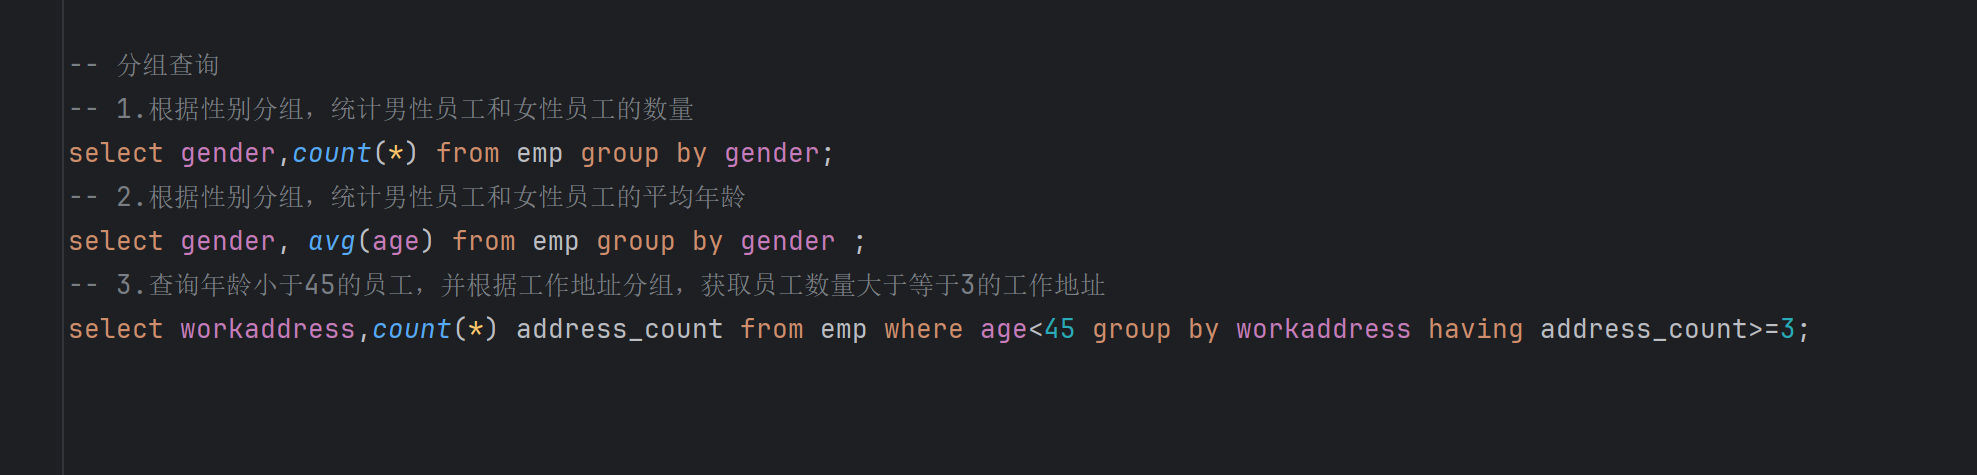 -- 分组查询
-- 1.根据性别分组，统计男性员工和女性员工的数量
select gender,count(*) from emp group by gender;
-- 2.根据性别分组，统计男性员工和女性员工的平均年龄
select gender, avg(age) from emp group by gender ;
-- 3.查询年龄小于45的员工，并根据工作地址分组，获取员工数量大于等于3的工作地址
select workaddress,count(*) address_count from emp where age<45 group by workaddress having address_count>=3;